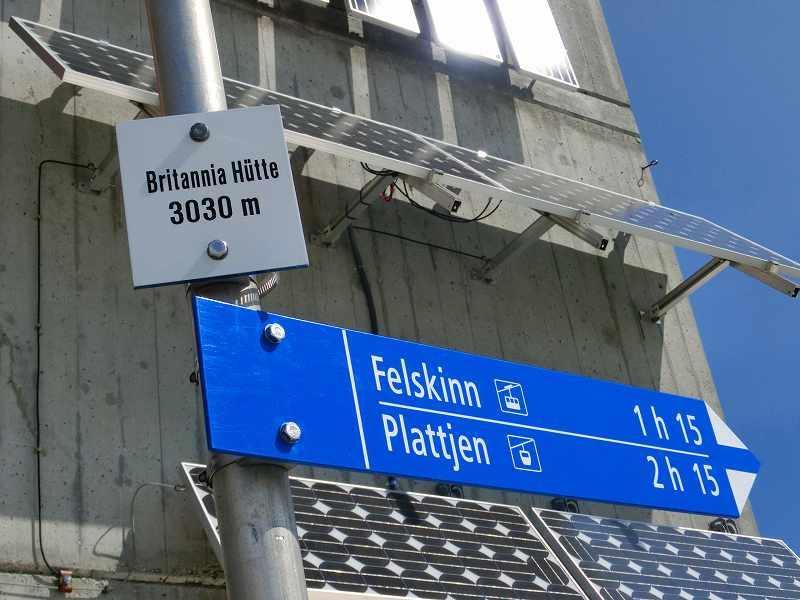 Britannia Hütte
3030 m
Felskinn 1 h 15
Plattjen 2 h 15